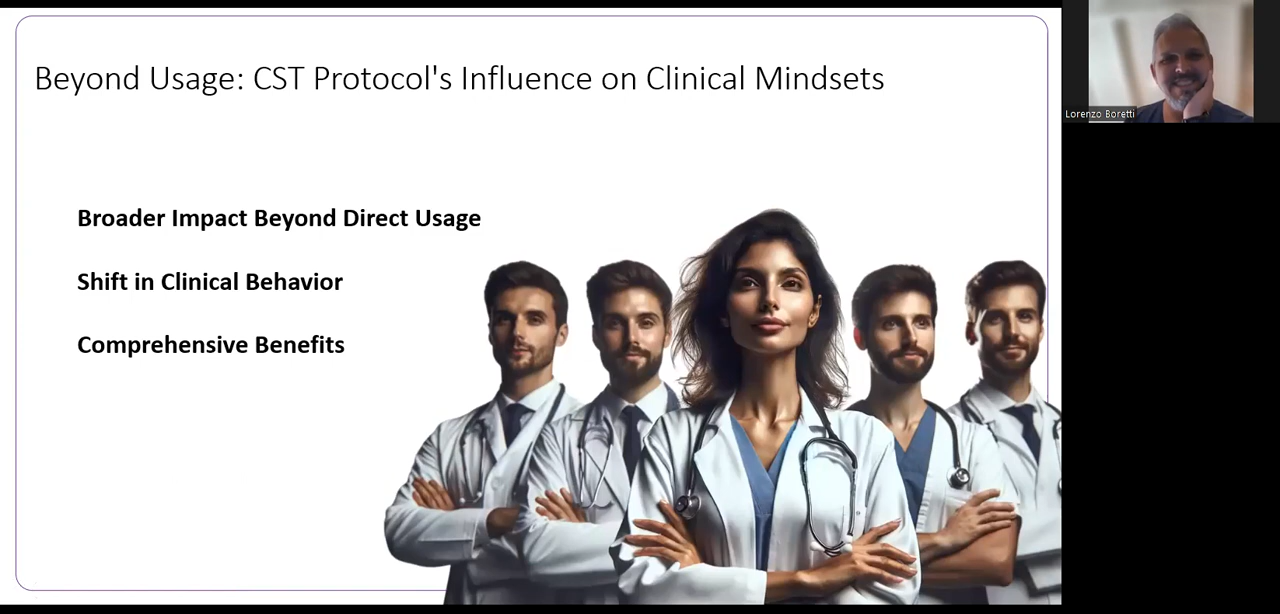 Beyond Usage: CST Protocol's Influence on Clinical Mindsets
Broader Impact Beyond Direct Usage
Shift in Clinical Behavior
Comprehensive Benefits
Lorenzo Boretti